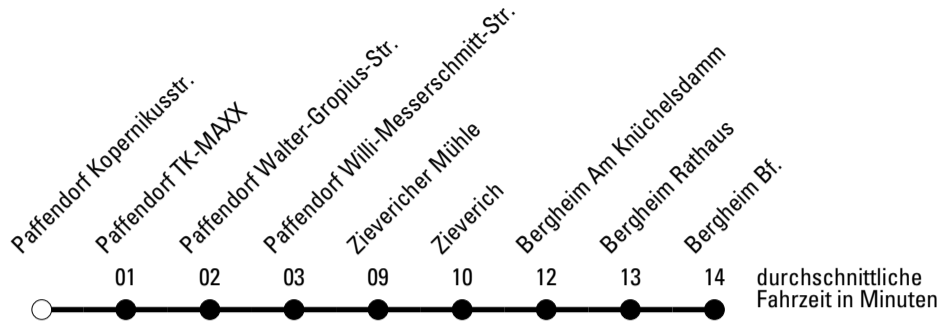 Paffendorf Kopernikusstr.
Paffendorf TK-MAXX
Paffendorf Walter-Gropius-Str.
Paffendorf Willi-Messerschmitt-Str.
Zievericher Mühle
Zieverich
Bergheim Am Knüchelsdamm
Bergheim Rathaus
Bergheim Bf.
01 02 03 09 10 12 13 14 durchschnittliche
Fahrzeit in Minuten